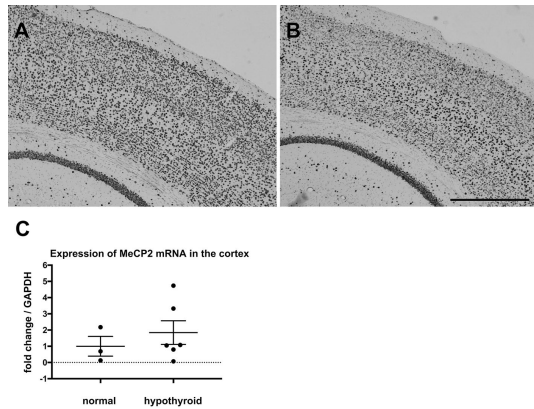 A
B
C
Expression of MeCP2 mRNA in the cortex
fold change / GAPDH
6
5
4
3
2
1
0
-1
normal hypothyroid